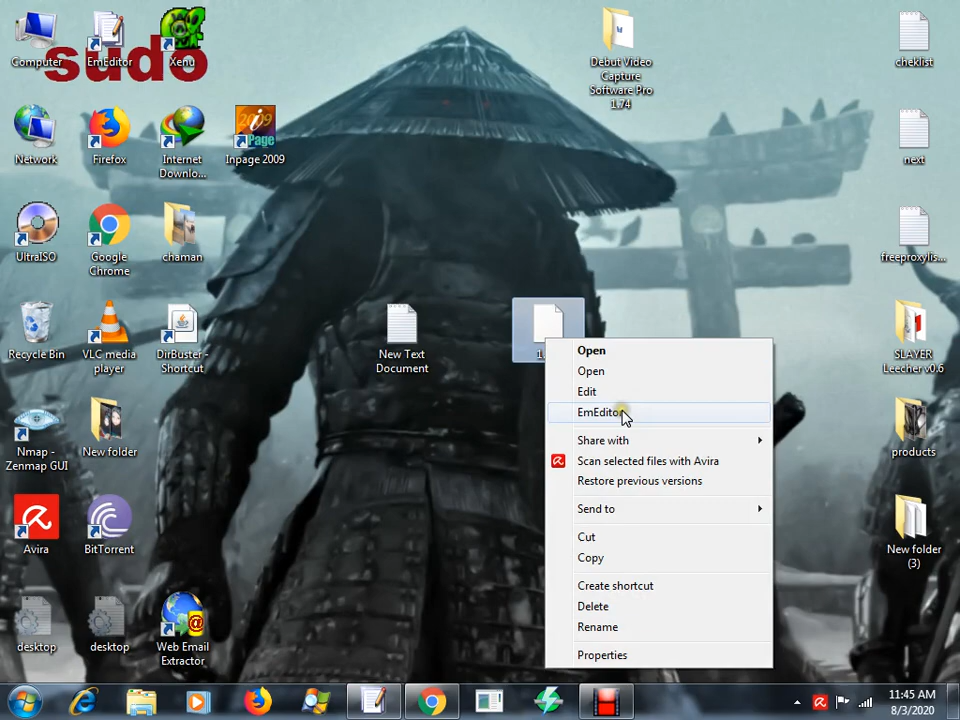 sudo
Computer
EmEditor
Xenu
Debut Video
Capture
Software Pro
1.74
cheklist
Network
Firefox
Internet
Downlo...
Inpage 2009
2009
Page
next
UltraISO
Google
Chrome
chaman
freeproxylis...
Recycle Bin
VLC media
player
DirBuster -
Shortcut
New Text
Document
SLAYER
Leecher v0.6
Open
Open
Edit
EmEditor
Share with
Scan selected files with Avira
Restore previous versions
Send to
Cut
Copy
Create shortcut
Delete
Rename
Properties
Nmap -
Zenmap GUI
New folder
products
Avira
BitTorrent
New folder
(3)
desktop
desktop
Web Email
Extractor
11:45 AM
8/3/2020